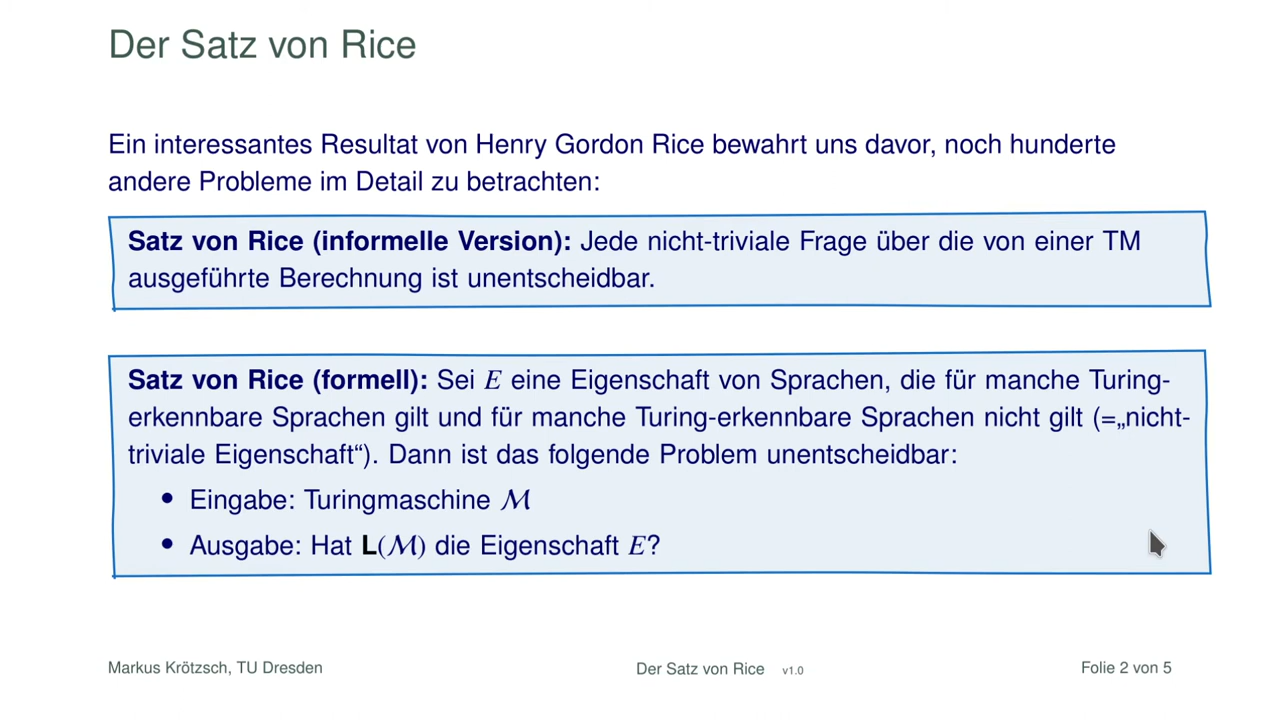 Der Satz von Rice
Ein interessantes Resultat von Henry Gordon Rice bewahrt uns davor, noch hunderte
andere Probleme im Detail zu betrachten:
Satz von Rice (informelle Version): Jede nicht-triviale Frage über die von einer TM
ausgeführte Berechnung ist unentscheidbar.
Satz von Rice (formell): Sei E eine Eigenschaft von Sprachen, die für manche Turing-
erkennbare Sprachen gilt und für manche Turing-erkennbare Sprachen nicht gilt (=„nicht-
triviale Eigenschaft“). Dann ist das folgende Problem unentscheidbar:
• Eingabe: Turingmaschine ℳ
• Ausgabe: Hat L(ℳ) die Eigenschaft E?
Markus Krötzsch, TU Dresden Der Satz von Rice v1.0 Folie 2 von 5